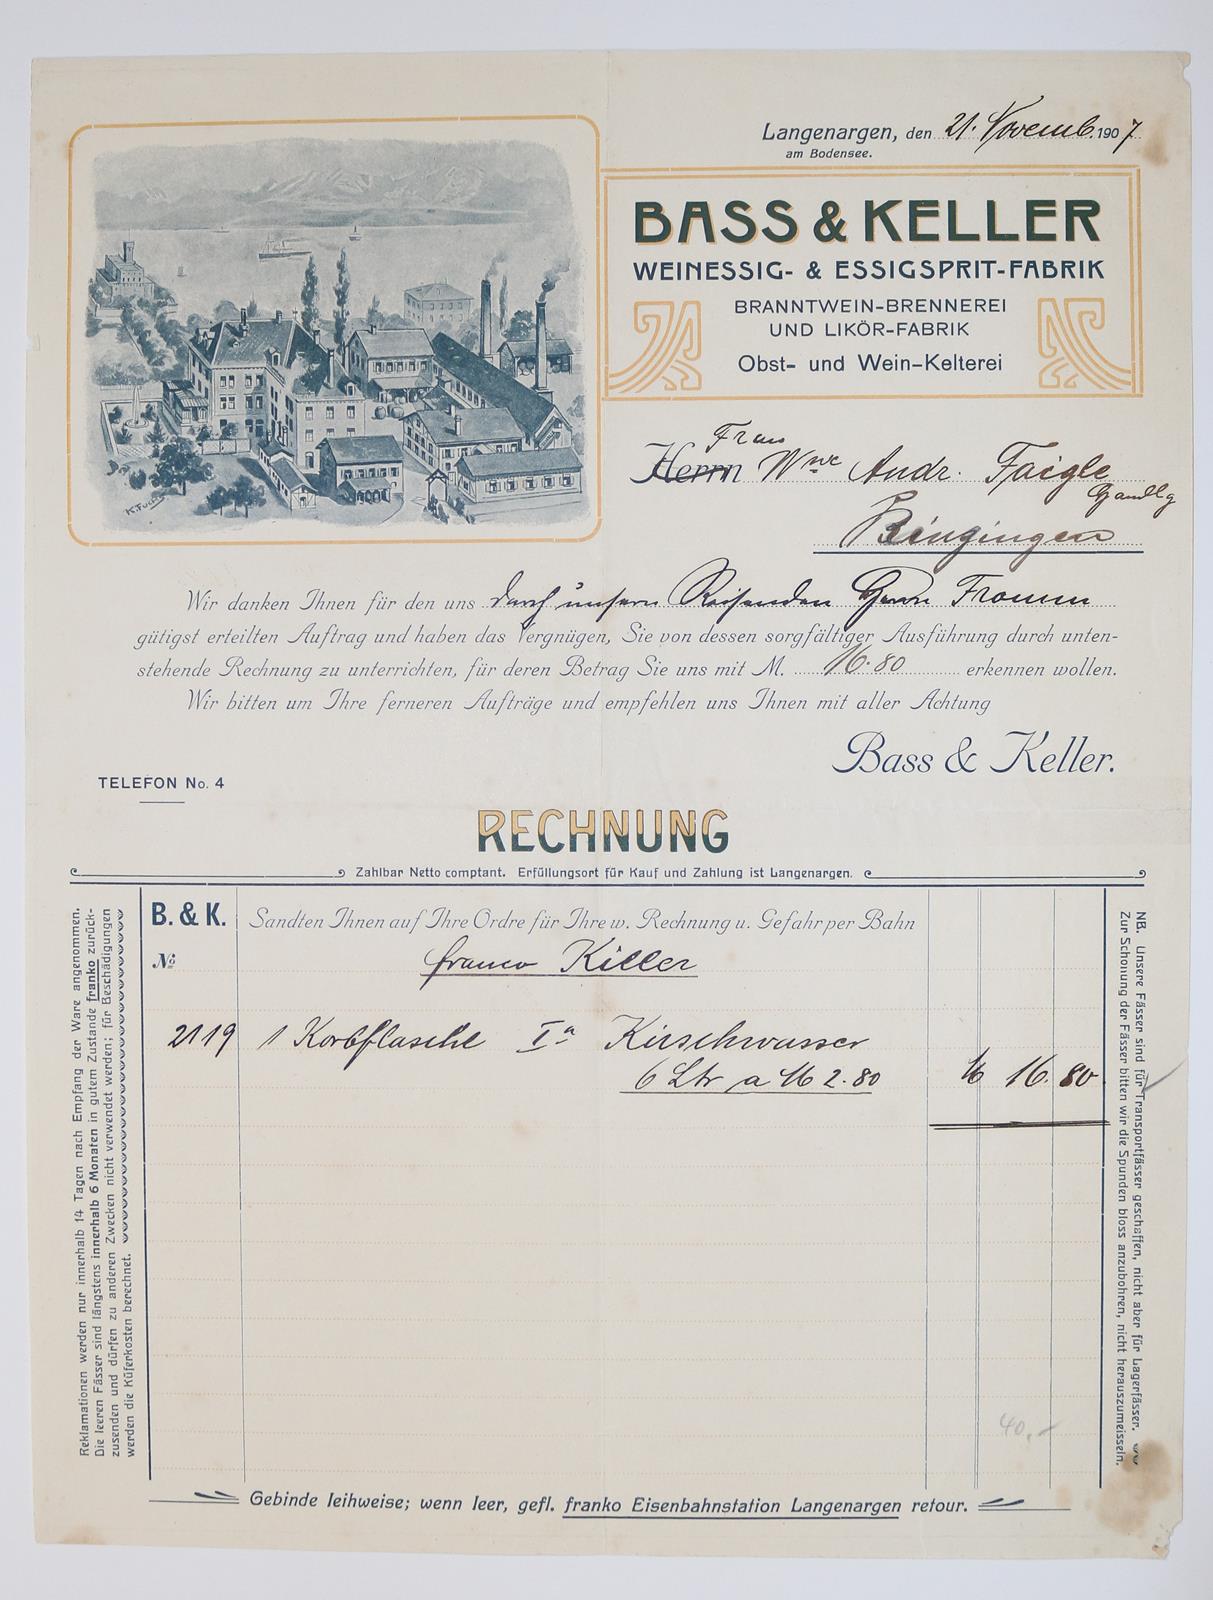 Langenargen, den 21. Novemb. 1907
am Bodensee.
BASS & KELLER
WEINESSIG- & ESSIGSPRIT-FABRIK
BRANNTWEIN-BRENNEREI
UND LIKÖR-FABRIK
Obst- und Wein-Kelterei
K. Fuchs
Frau
Herrn Wwe Andr. Faigle
Handlg
Wir danken Ihnen für den uns durch unsern Reisenden Herrn Fromm
gütigst erteilten Auftrag und haben das Vergnügen, Sie von dessen sorgfältiger Ausführung durch unten-
stehende Rechnung zu unterrichten, für deren Betrag Sie uns mit M. 16.80 erkennen wollen.
Wir bitten um Ihre ferneren Aufträge und empfehlen uns Ihnen mit aller Achtung
Bass & Keller.
TELEFON No. 4
RECHNUNG
Zahlbar Netto comptant. Erfüllungsort für Kauf und Zahlung ist Langenargen.
B. & K. Sandten Ihnen auf Ihre Ordre für Ihre w. Rechnung u. Gefahr per Bahn
No franco Killer
2119 1 Korbflasche Ia Kirschwasser
6 Ltr a M 2.80 M 16.80
40.-
Reklamationen werden nur innerhalb 14 Tagen nach Empfang der Ware angenommen.
Die leeren Fässer sind längstens innerhalb 6 Monaten in gutem Zustande franko zurück-
zusenden und dürfen zu anderen Zwecken nicht verwendet werden; für Beschädigungen
werden die Küferkosten berechnet.
NB. Unsere Fässer sind für Transportfässer geschaffen, nicht aber für Lagerfässer.
Zur Schonung der Fässer bitten wir die Spunden bloss anzubohren, nicht herauszumeisseln.
Gebinde leihweise; wenn leer, gefl. franko Eisenbahnstation Langenargen retour.